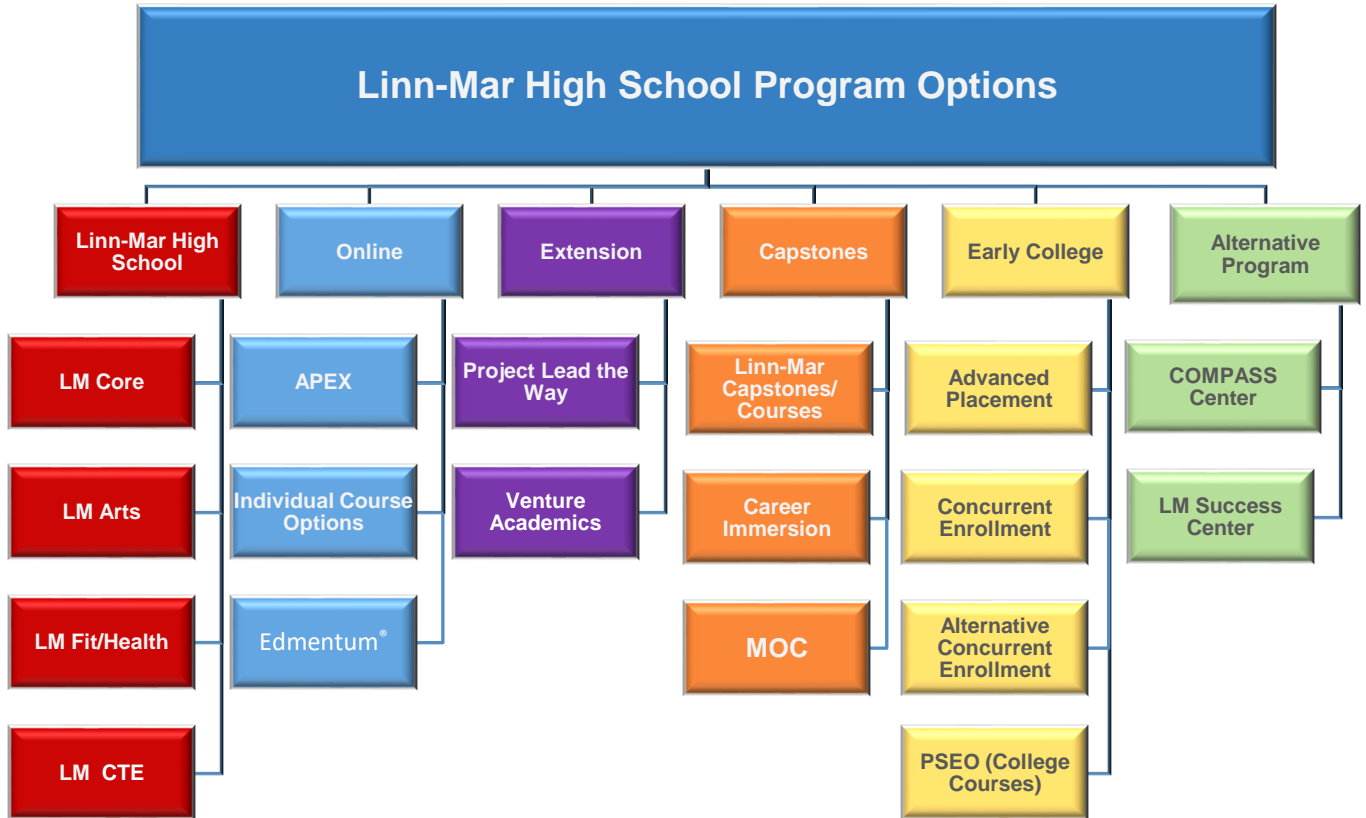 Linn-Mar High School Program Options
Linn-Mar High
School
Online
Extension
Capstones
Early College
Alternative
Program
LM Core
APEX
Project Lead the
Way
Linn-Mar
Capstones/
Courses
Advanced
Placement
COMPASS
Center
LM Arts
Individual Course
Options
Venture
Academics
Career
Immersion
Concurrent
Enrollment
LM Success
Center
LM Fit/Health
Edmentum®
MOC
Alternative
Concurrent
Enrollment
LM  CTE
PSEO (College
Courses)